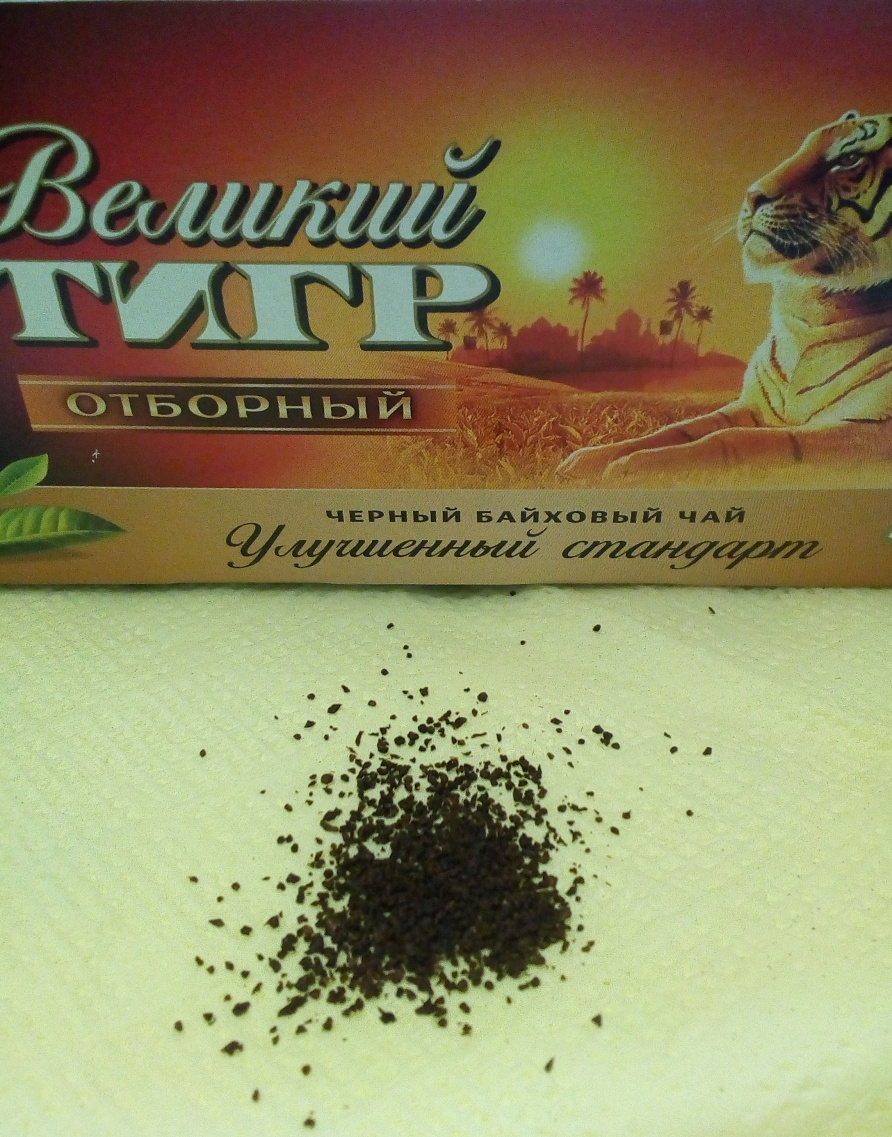 Великий
ТИГР
ОТБОРНЫЙ
ЧЕРНЫЙ БАЙХОВЫЙ ЧАЙ
Улучшенный стандарт